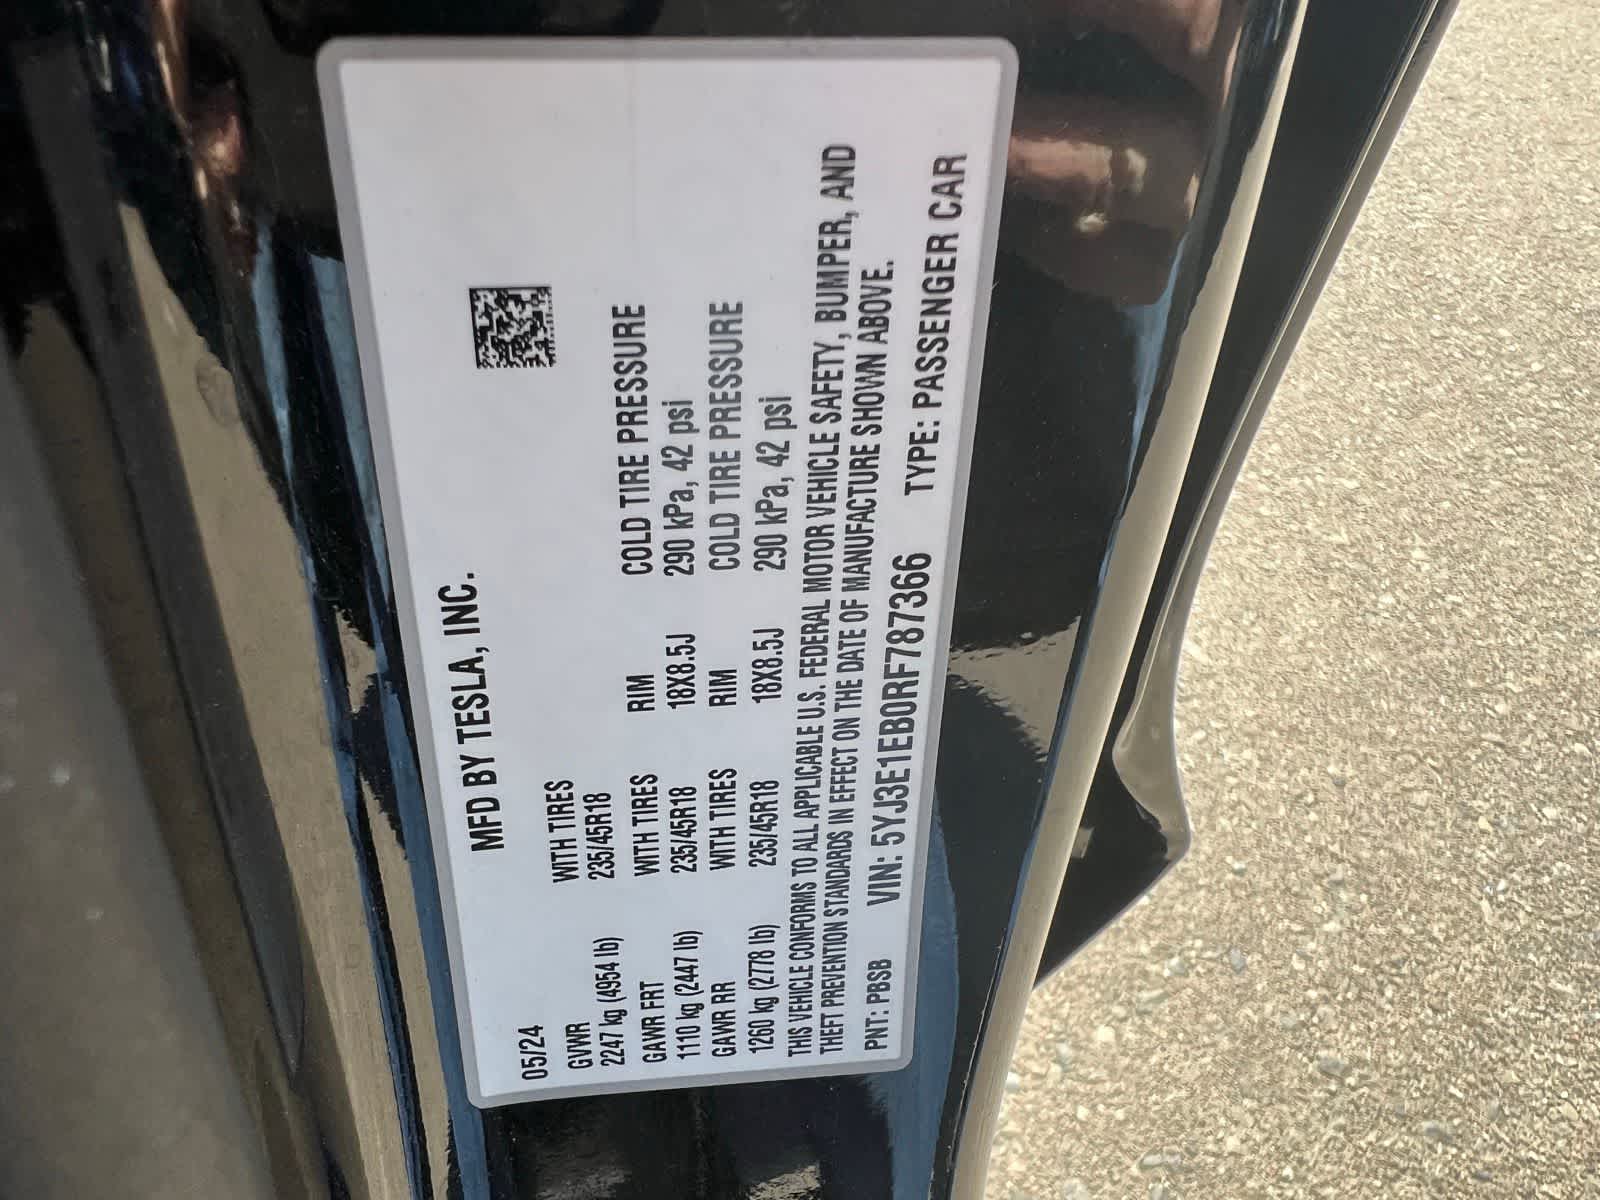 MFD BY TESLA, INC.
05/24
GVWR WITH TIRES
2247 kg (4954 lb) 235/45R18
GAWR FRT WITH TIRES RIM COLD TIRE PRESSURE
1110 kg (2447 lb) 235/45R18 18X8.5J 290 kPa, 42 psi
GAWR RR WITH TIRES RIM COLD TIRE PRESSURE
1260 kg (2778 lb) 235/45R18 18X8.5J 290 kPa, 42 psi
THIS VEHICLE CONFORMS TO ALL APPLICABLE U.S. FEDERAL MOTOR VEHICLE SAFETY, BUMPER, AND
THEFT PREVENTION STANDARDS IN EFFECT ON THE DATE OF MANUFACTURE SHOWN ABOVE.
PNT: PBSB VIN: 5YJ3E1EB0RF787366 TYPE: PASSENGER CAR